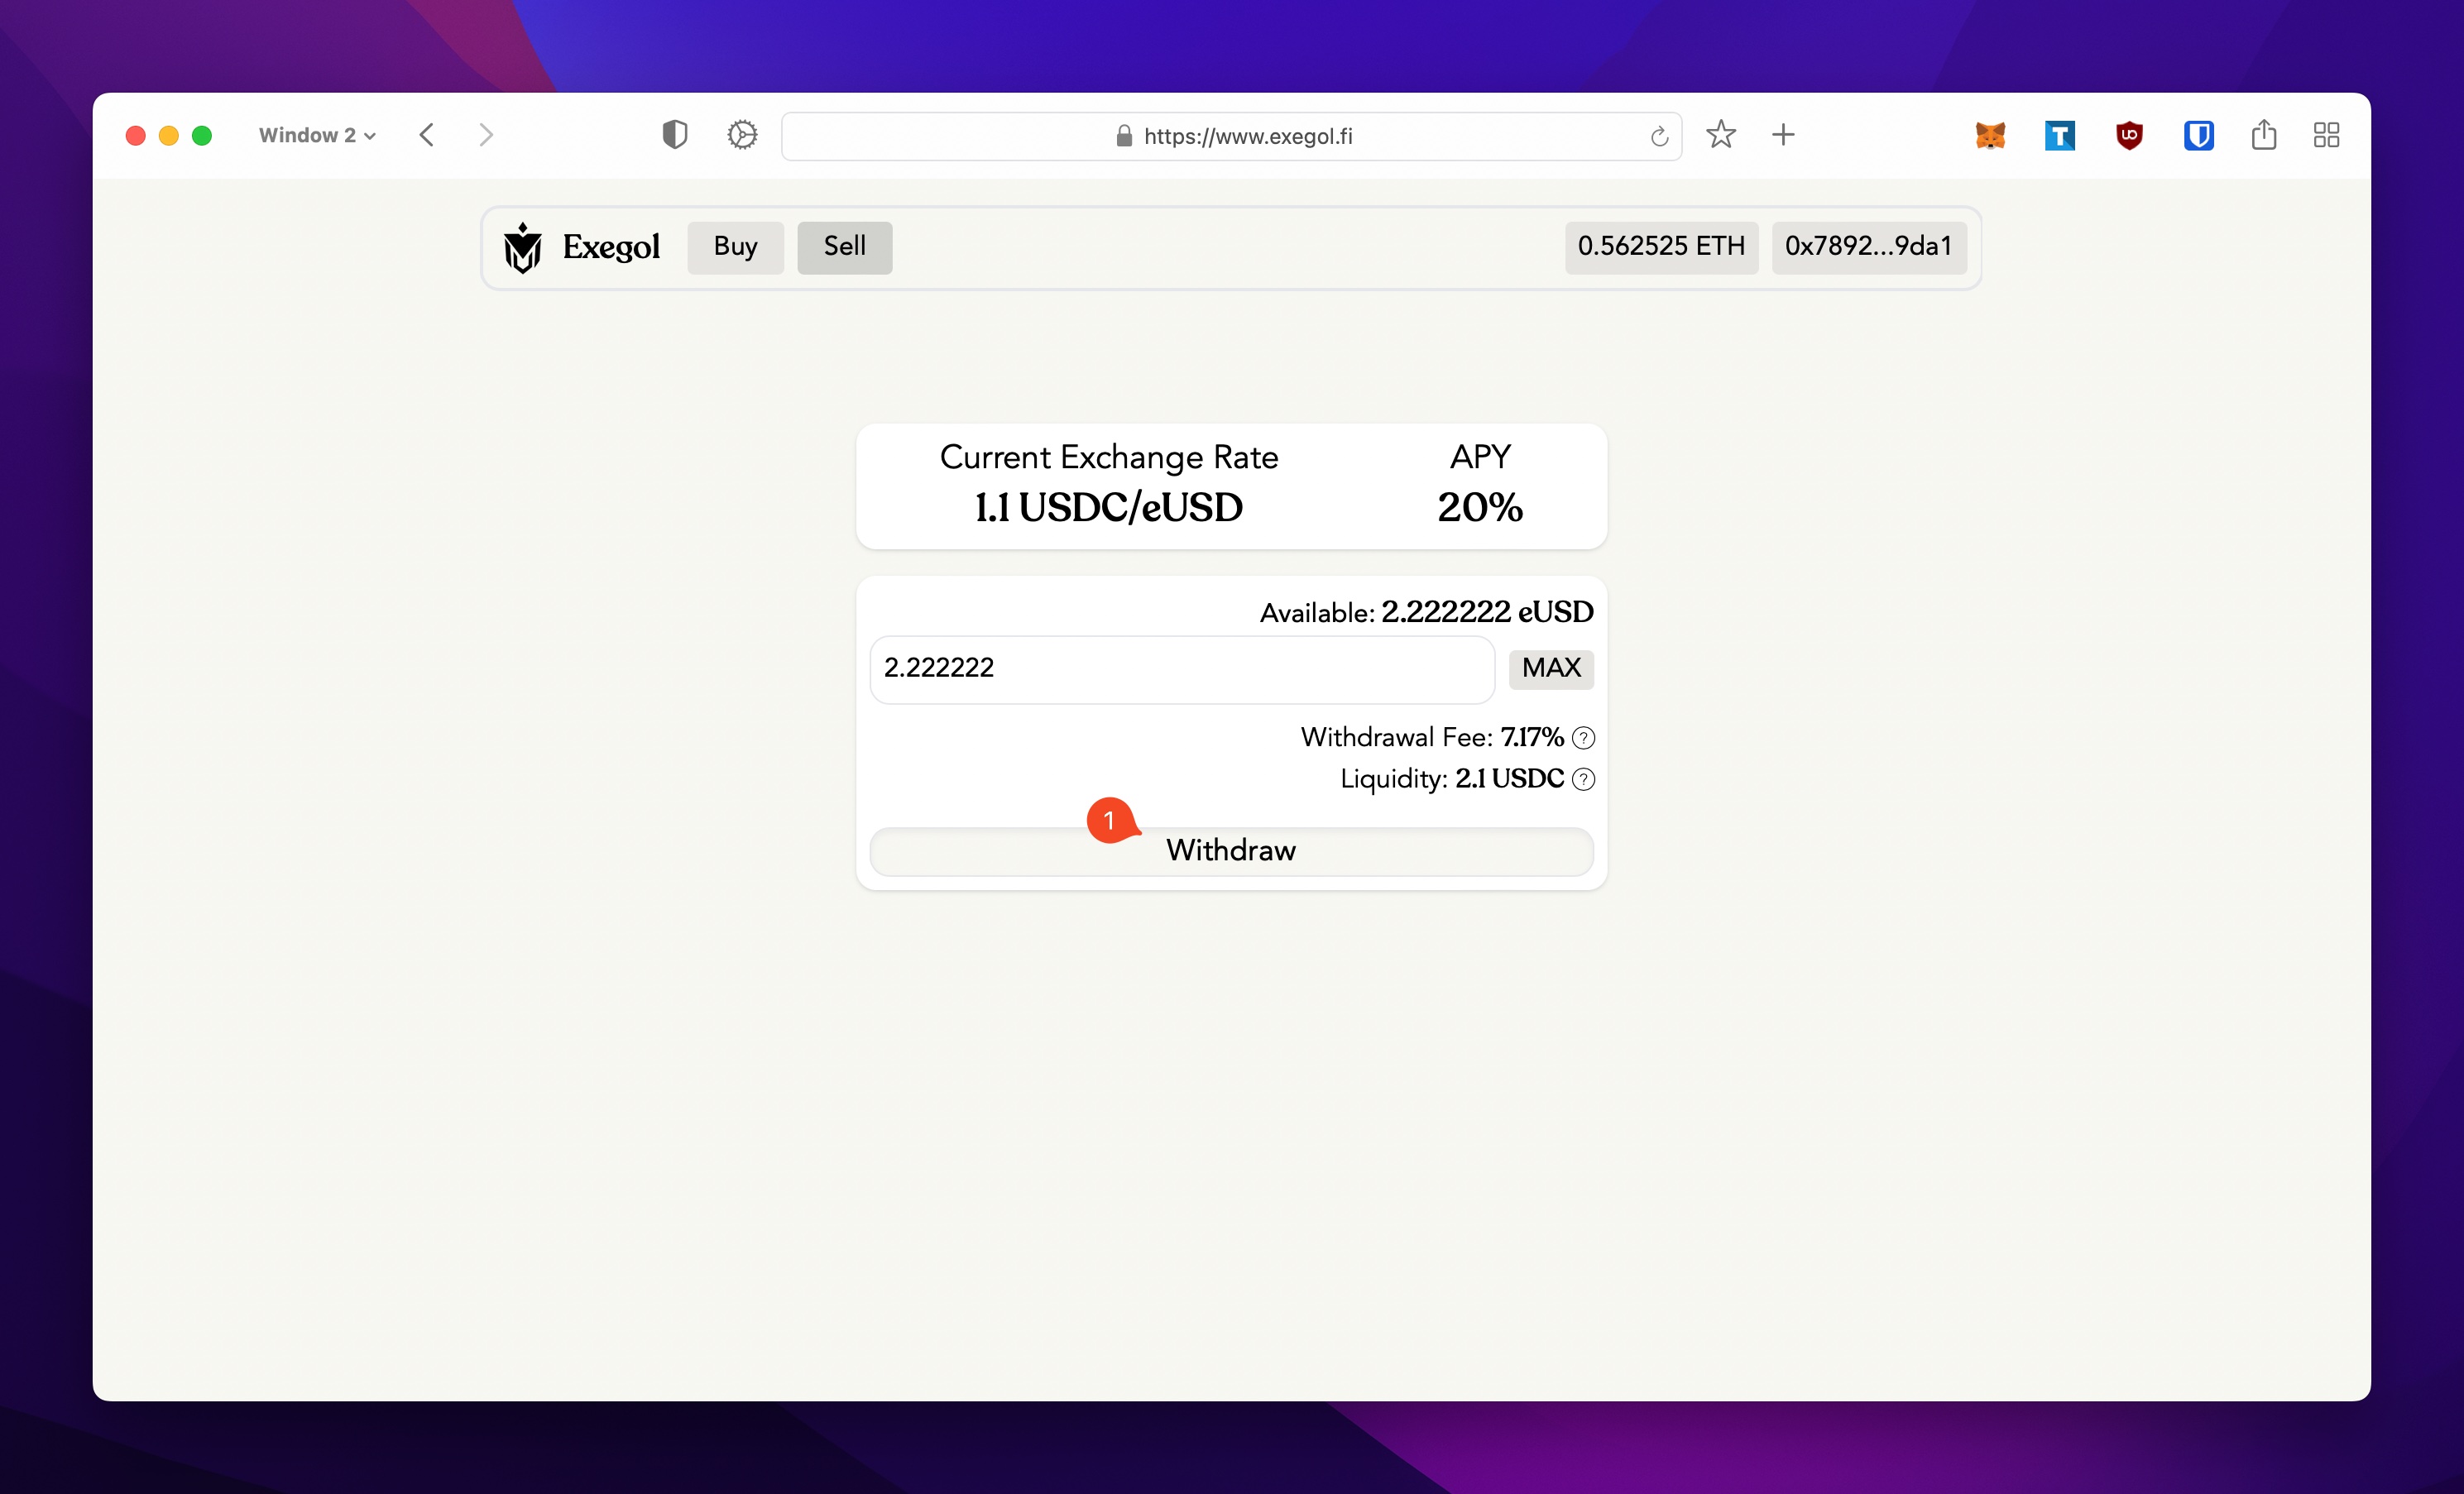 Window 2
https://www.exegol.fi
Exegol Buy Sell 0.562525 ETH 0x7892...9da1
Current Exchange Rate APY
1.1 USDC/eUSD 20%
Available: 2.222222 eUSD
2.222222 MAX
Withdrawal Fee: 7.17% ?
Liquidity: 2.1 USDC ?
1
Withdraw